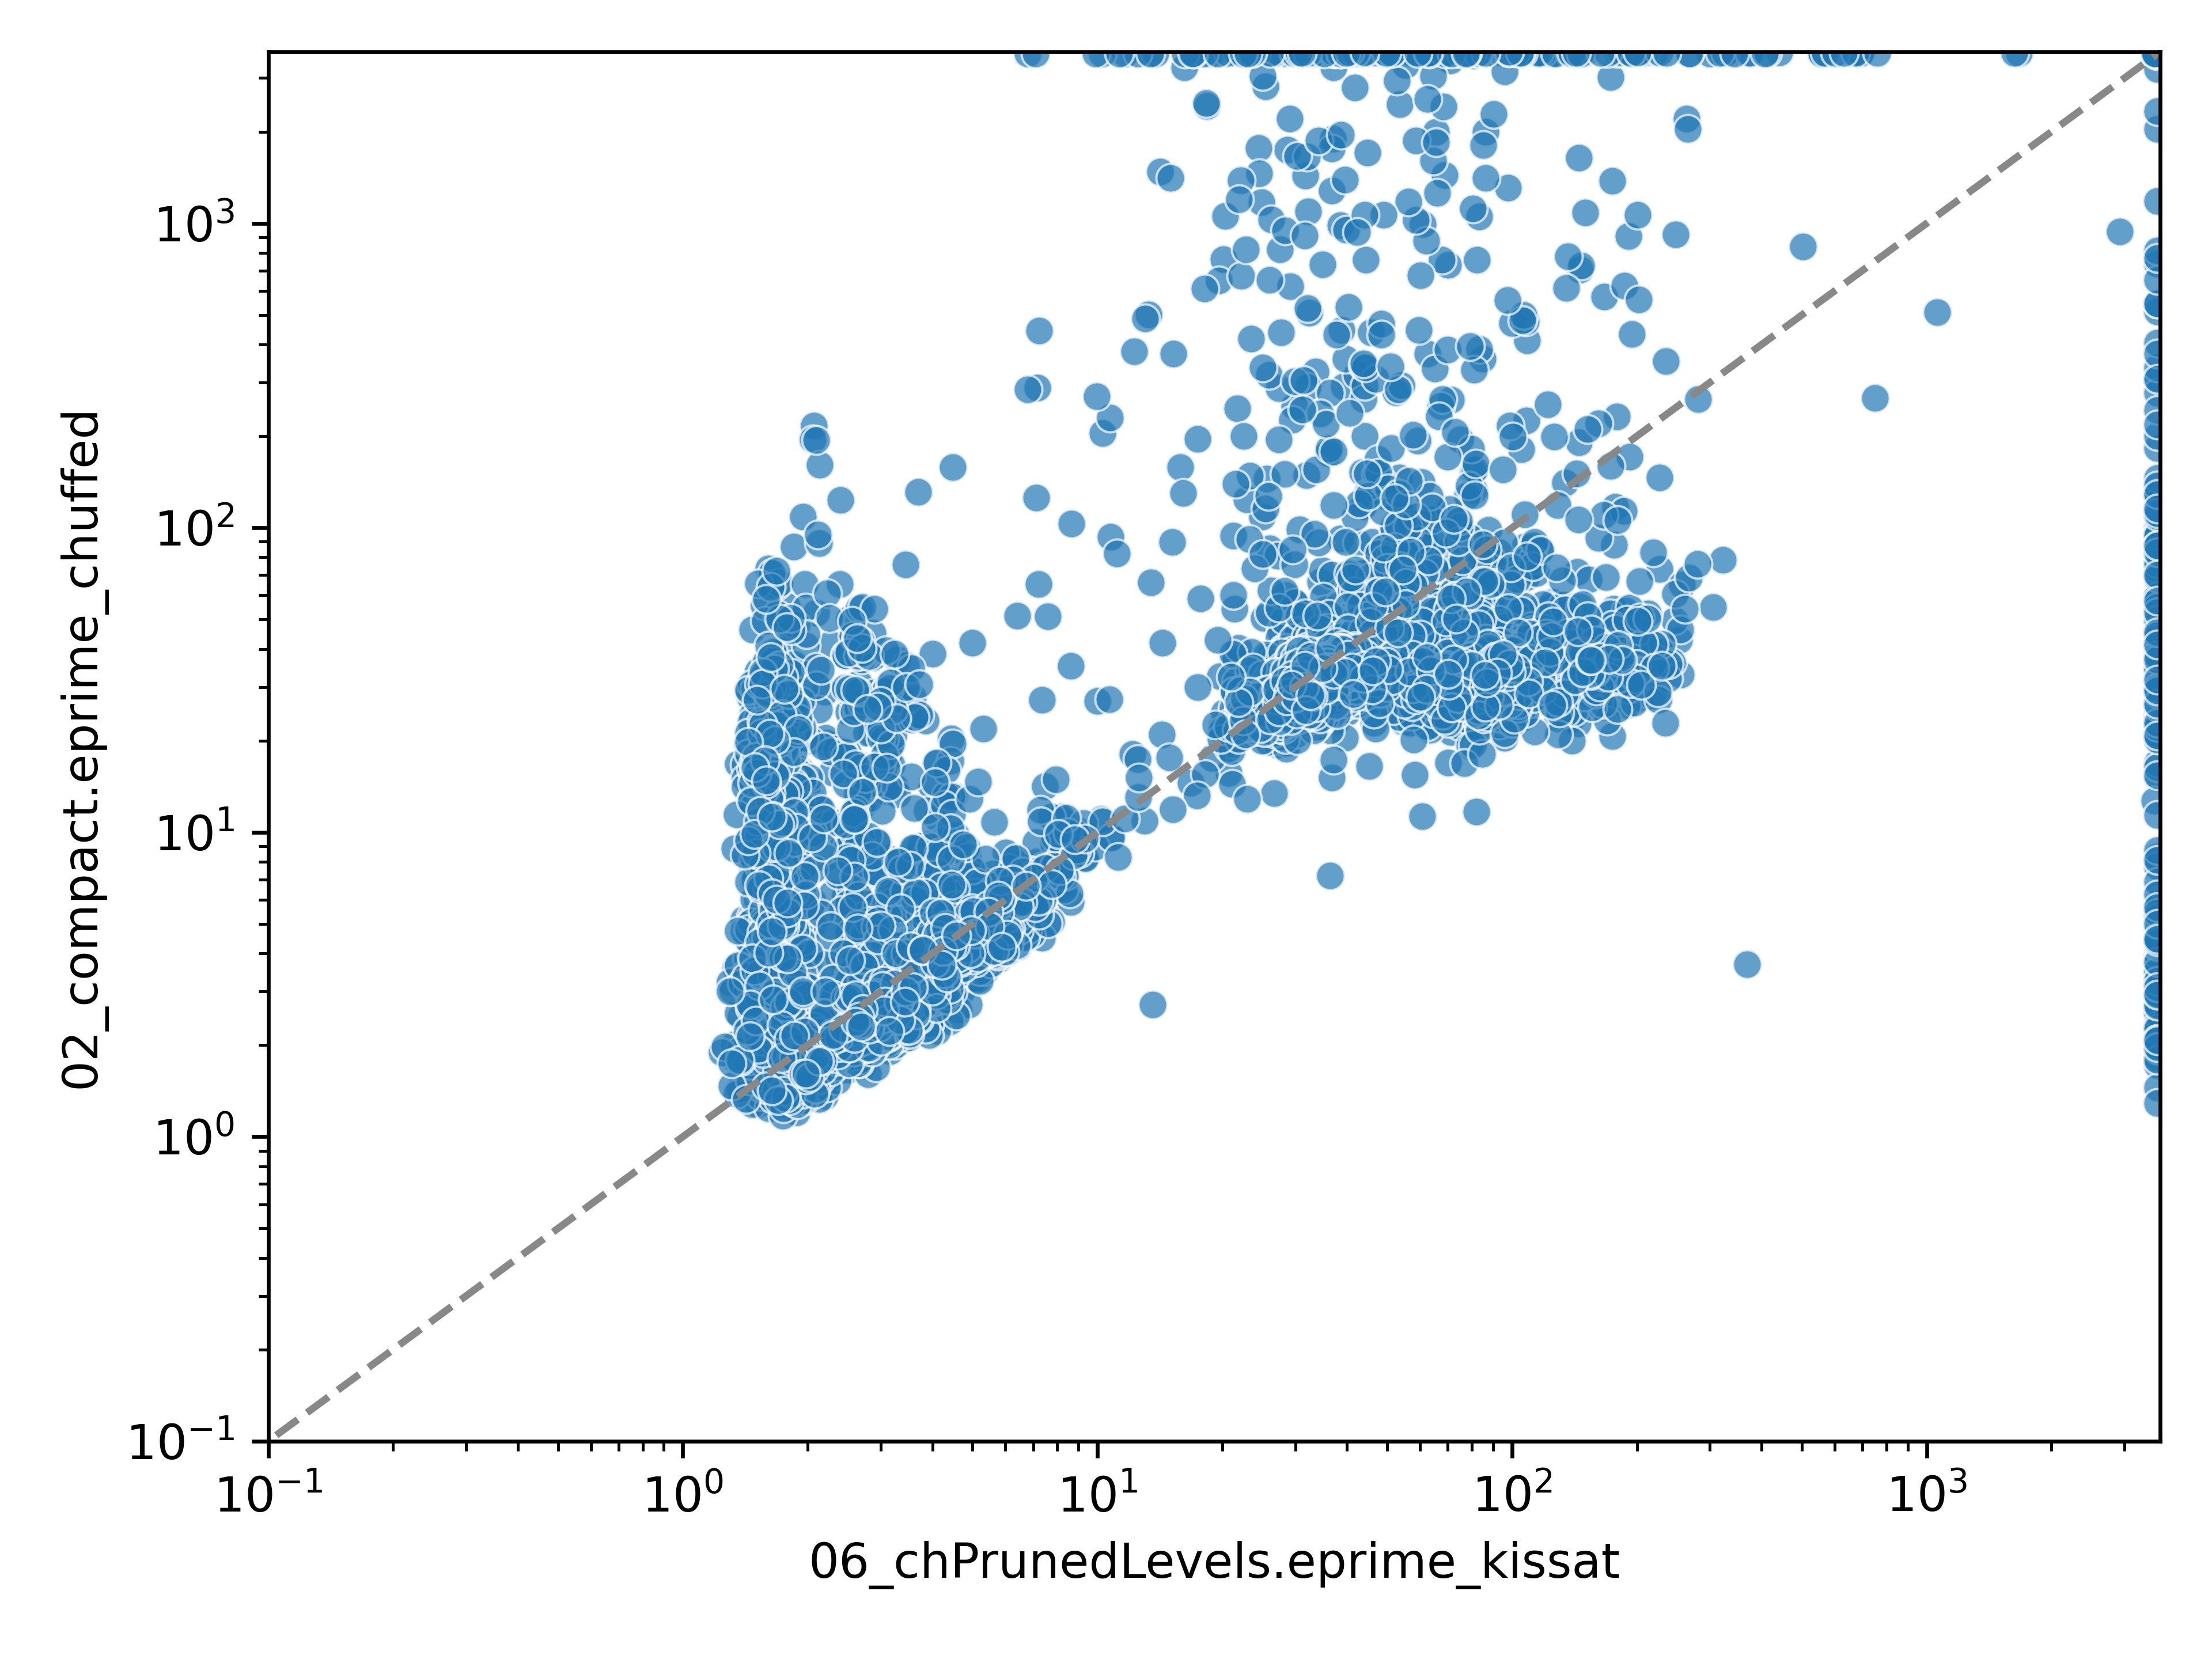 10³
10²
10¹
10⁰
10⁻¹
02_compact.eprime_chuffed
10⁻¹ 10⁰ 10¹ 10² 10³
06_chPrunedLevels.eprime_kissat